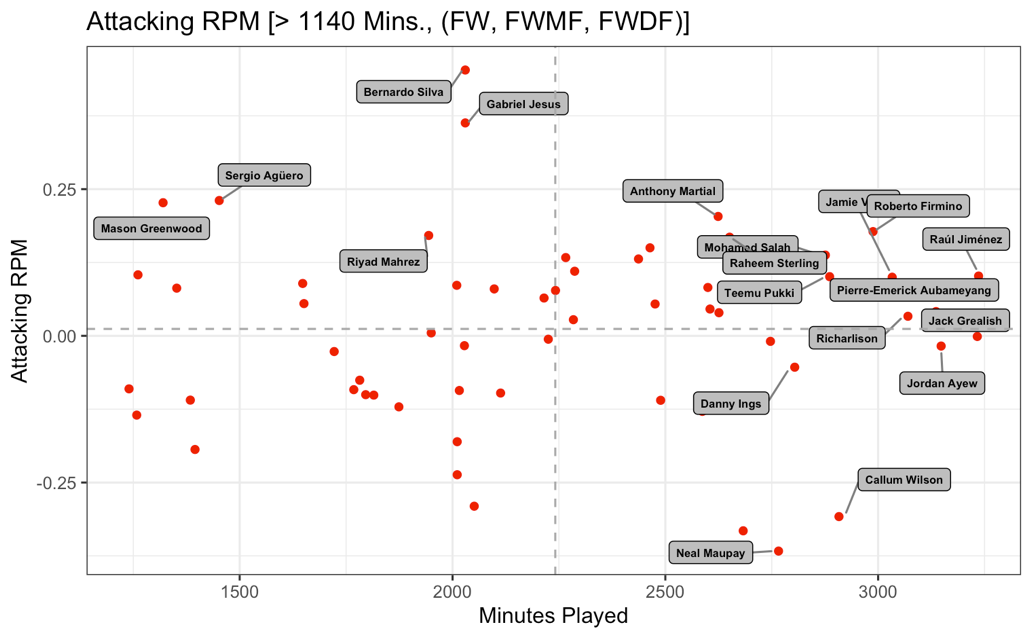 Attacking RPM [> 1140 Mins., (FW, FWMF, FWDF)]
Bernardo Silva
Gabriel Jesus
Sergio Agüero
Mason Greenwood
Riyad Mahrez
Anthony Martial
Jamie V
Roberto Firmino
Raúl Jiménez
Mohamed Salah
Raheem Sterling
Teemu Pukki
Pierre-Emerick Aubameyang
Jack Grealish
Richarlison
Jordan Ayew
Danny Ings
Callum Wilson
Neal Maupay
Attacking RPM
0.25
0.00
-0.25
1500
2000
2500
3000
Minutes Played